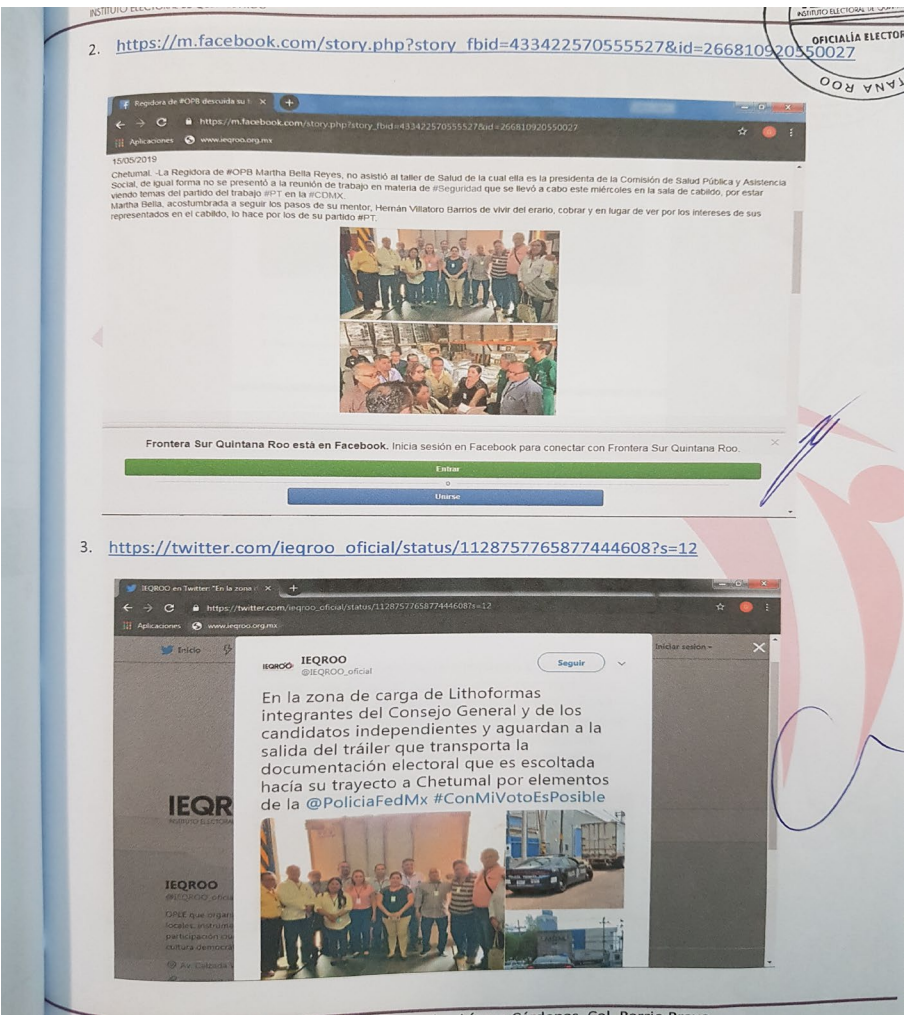 INSTITUTO ELECTORAL DE
OFICIALÍA ELECTOR
2. https://m.facebook.com/story.php?story_fbid=433422570555527&id=266810920550027
Regidora de #OPB descuida su
https://m.facebook.com/story.php?story_fbid=433422570555527&id=266810920550027
Aplicaciones www.ieqroo.org.mx
15/05/2019
Chetumal. -La Regidora de #OPB Martha Bella Reyes, no asistió al taller de Salud de la cual ella es la presidenta de la Comisión de Salud Pública y Asistencia
Social, de igual forma no se presentó a la reunión de trabajo en materia de #Seguridad que se llevó a cabo este miércoles en la sala de cabildo, por estar
viendo temas del partido del trabajo #PT en la #CDMX.
Martha Bella, acostumbrada a seguir los pasos de su mentor, Hernán Villatoro Barrios de vivir del erario, cobrar y en lugar de ver por los intereses de sus
representados en el cabildo, lo hace por los de su partido #PT.
Frontera Sur Quintana Roo está en Facebook. Inicia sesión en Facebook para conectar con Frontera Sur Quintana Roo.
Entrar
o
Unirse
3. https://twitter.com/ieqroo_oficial/status/1128757765877444608?s=12
IEQROO en Twitter: "En la zona
https://twitter.com/ieqroo_oficial/status/1128757765877444608?s=12
Aplicaciones www.ieqroo.org.mx
Inicio
Iniciar sesión
IEQROO IEQROO
@IEQROO_oficial
Seguir
En la zona de carga de Lithoformas
integrantes del Consejo General y de los
candidatos independientes y aguardan a la
salida del tráiler que transporta la
documentación electoral que es escoltada
hacía su trayecto a Chetumal por elementos
de la @PoliciaFedMx #ConMiVotoEsPosible
IEQR
IEQROO
OPLE que organ
locales, instrume
participación ciu
cultura democrá
Av. Calzada V